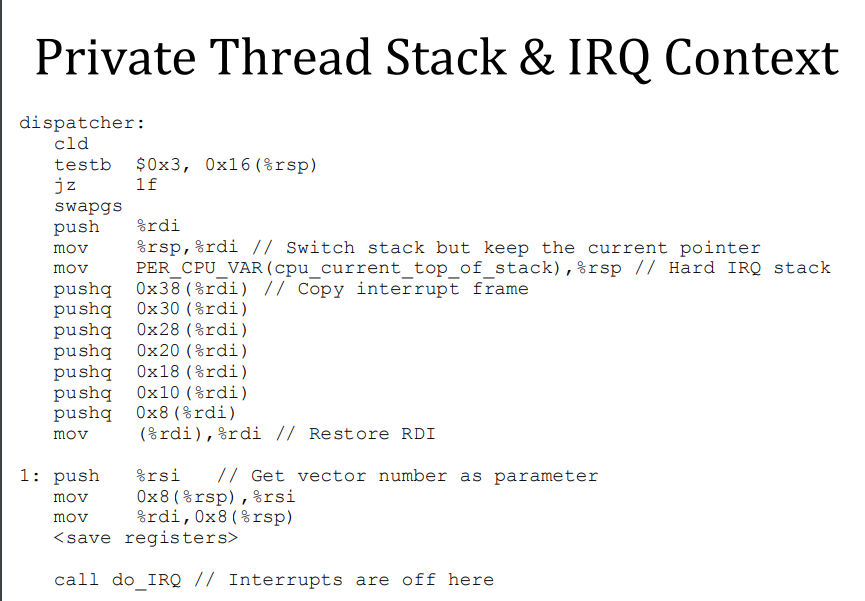 Private Thread Stack & IRQ Context
dispatcher:
cld
testb $0x3, 0x16(%rsp)
jz 1f
swapgs
push %rdi
mov %rsp,%rdi // Switch stack but keep the current pointer
mov PER_CPU_VAR(cpu_current_top_of_stack),%rsp // Hard IRQ stack
pushq 0x38(%rdi) // Copy interrupt frame
pushq 0x30(%rdi)
pushq 0x28(%rdi)
pushq 0x20(%rdi)
pushq 0x18(%rdi)
pushq 0x10(%rdi)
pushq 0x8(%rdi)
mov (%rdi),%rdi // Restore RDI
1: push %rsi // Get vector number as parameter
mov 0x8(%rsp),%rsi
mov %rdi,0x8(%rsp)
<save registers>
call do_IRQ // Interrupts are off here